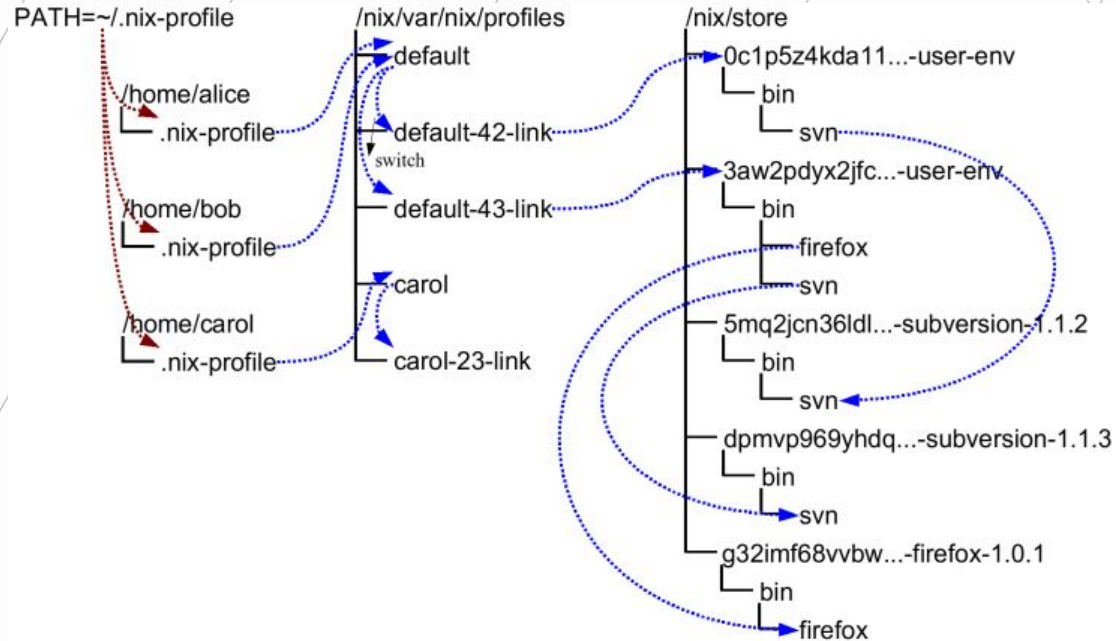 PATH=~/.nix-profile
/home/alice
.nix-profile
/home/bob
.nix-profile
/home/carol
.nix-profile
/nix/var/nix/profiles
default
default-42-link
switch
default-43-link
carol
carol-23-link
/nix/store
0c1p5z4kda11...-user-env
bin
svn
3aw2pdyx2jfc...-user-env
bin
firefox
svn
5mq2jcn36ldl...-subversion-1.1.2
bin
svn
dpmvp969yhdq...-subversion-1.1.3
bin
svn
g32imf68vvbw...-firefox-1.0.1
bin
firefox